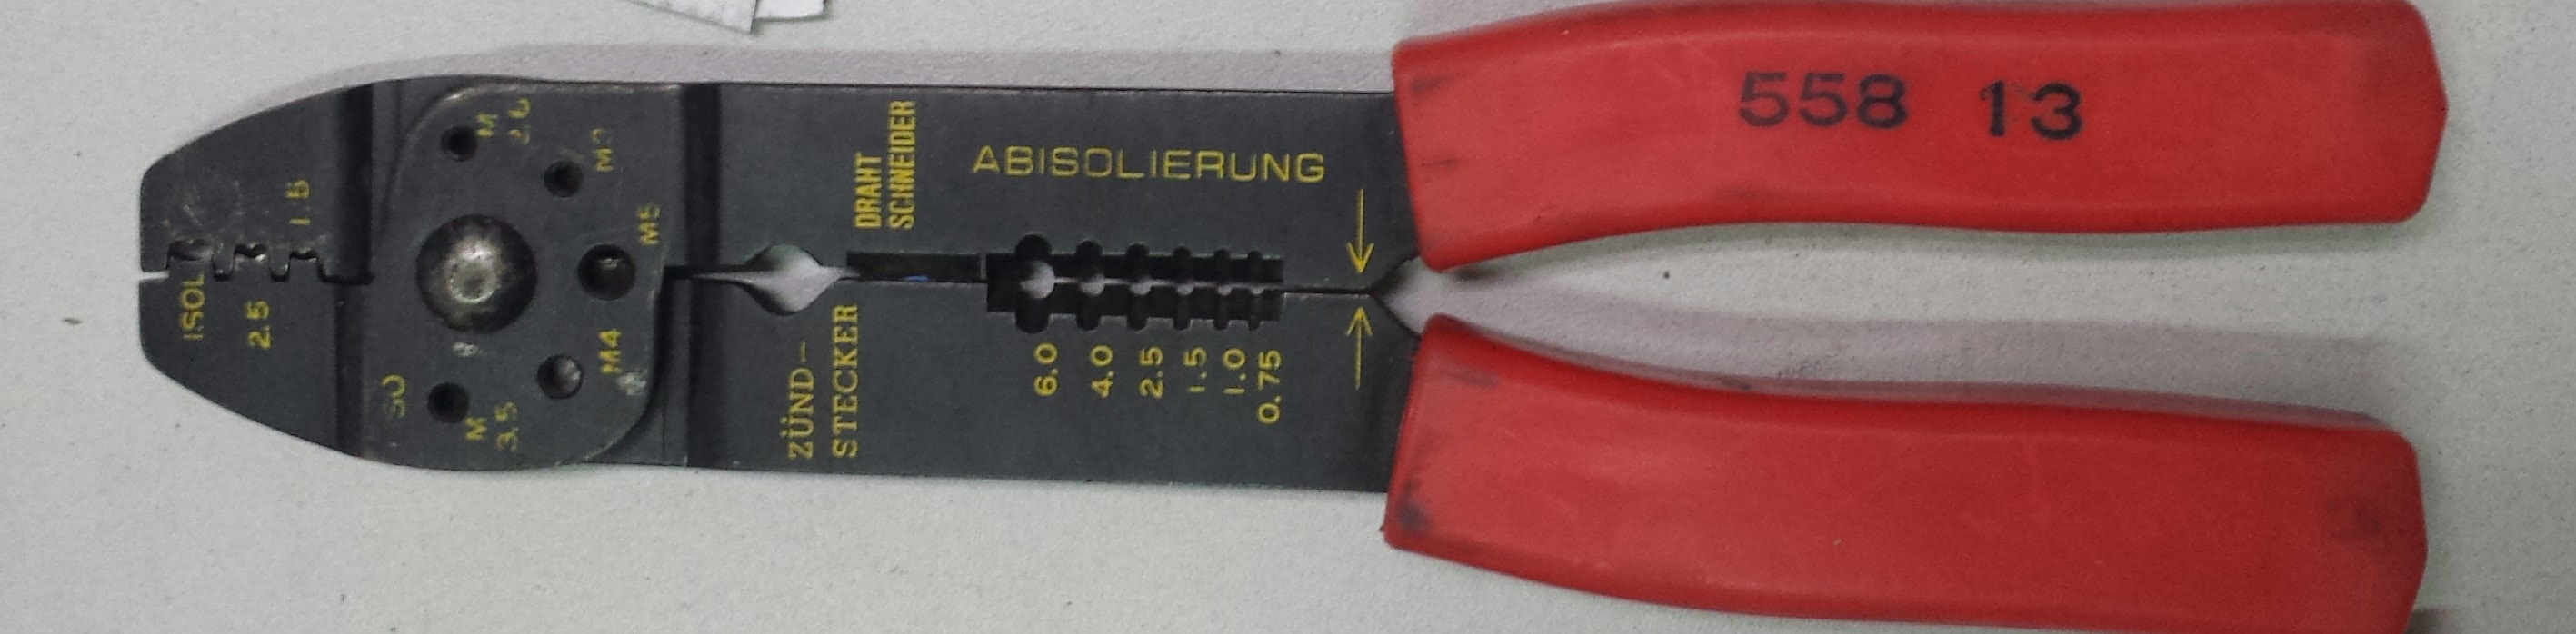 558 13
ABISOLIERUNG
DRAHT
SCHNEIDER
ZÜND-
STECKER
6.0
4.0
2.5
1.5
1.0
0.75
M
2.6
M5
M4
M
3.5
1.5
ISOL
2.5